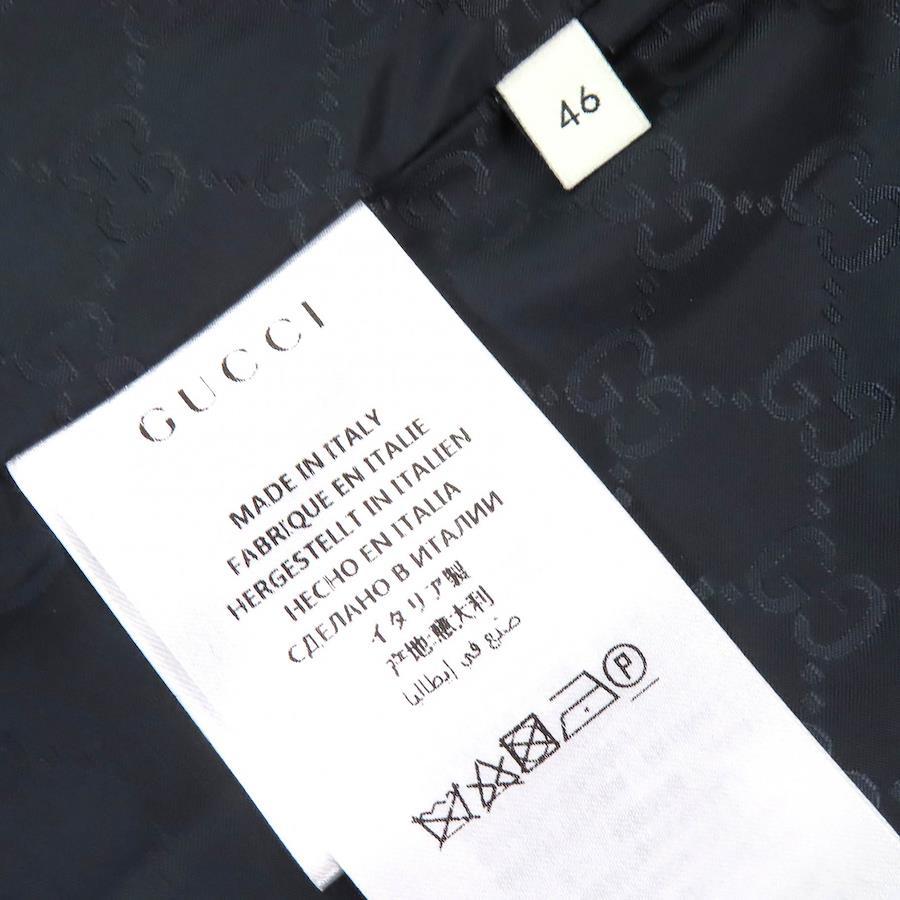 46
GUCCI
MADE IN ITALY
FABRIQUE EN ITALIE
HERGESTELLT IN ITALIEN
HECHO EN ITALIA
СДЕЛАНО В ИТАЛИИ
イタリア製
产地:意大利
صنع في إيطاليا
P